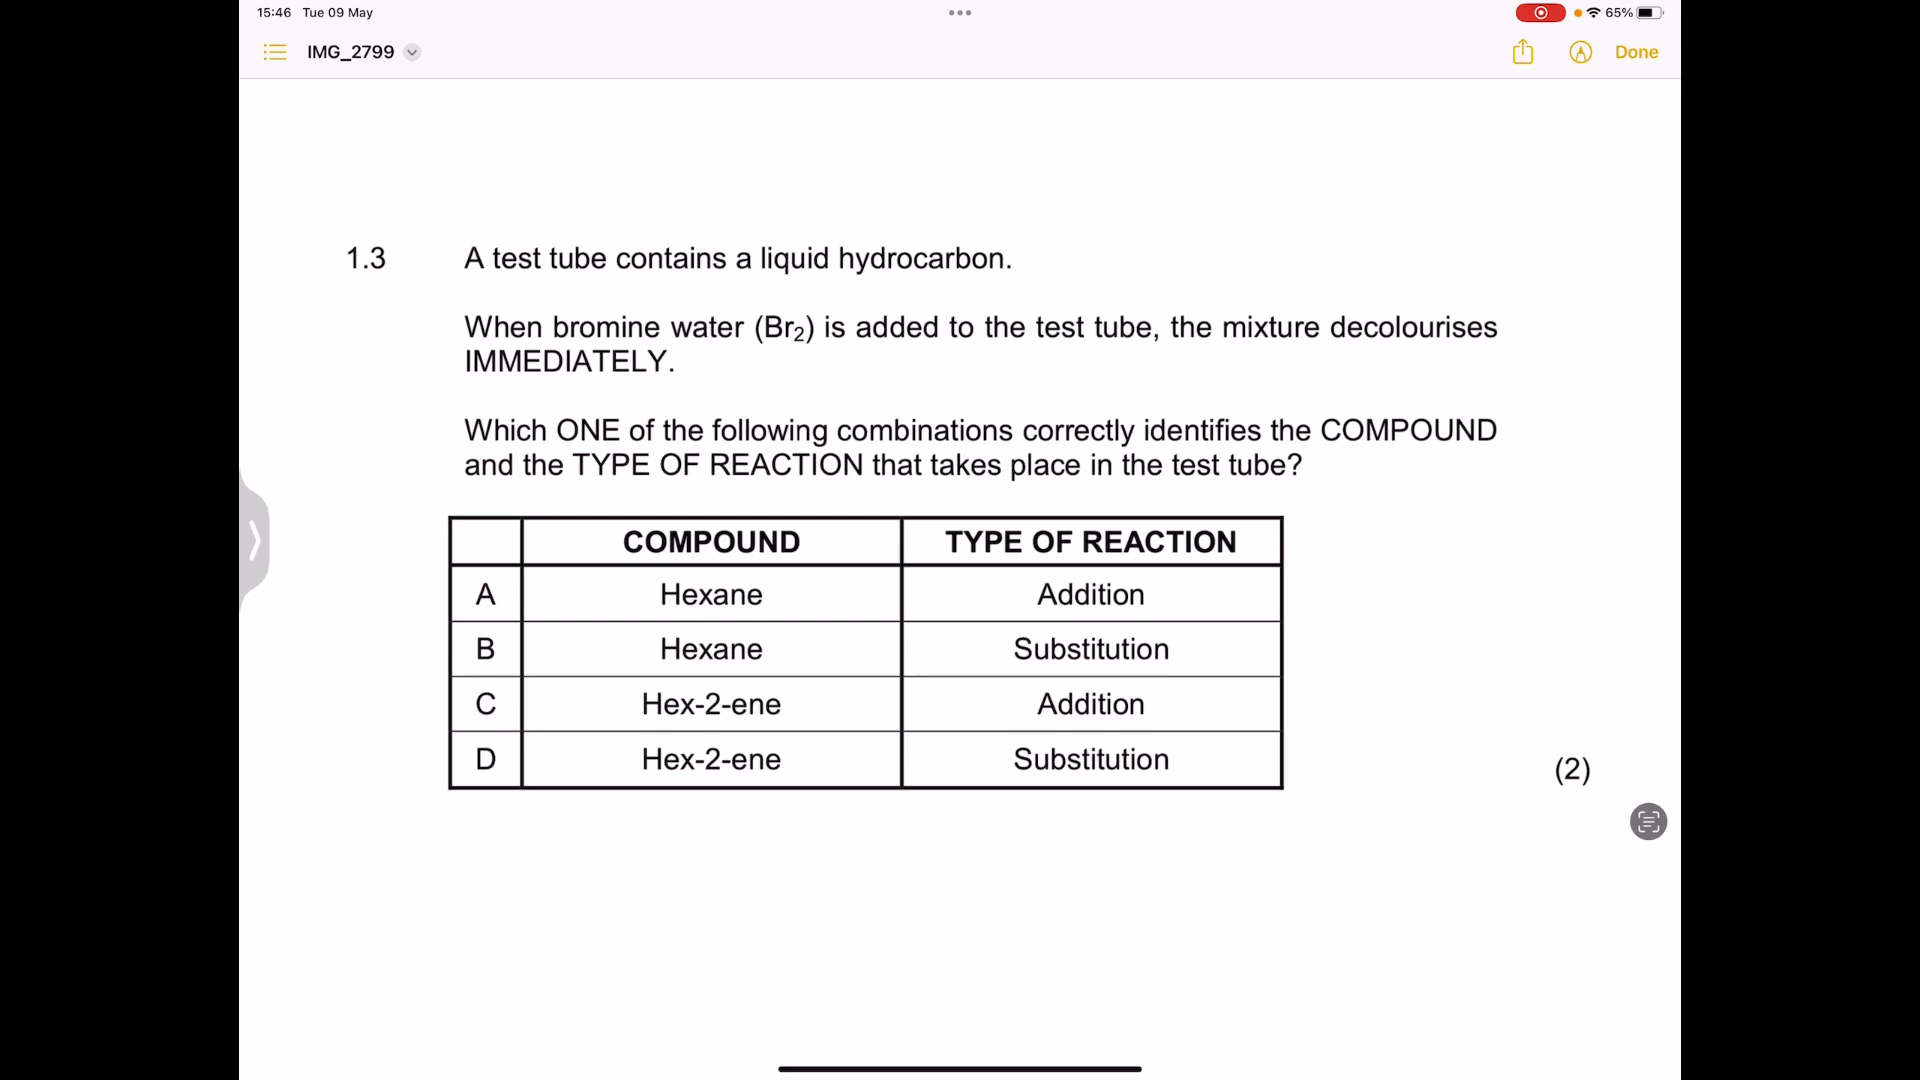 15:46 Tue 09 May
65%
IMG_2799
Done
1.3 A test tube contains a liquid hydrocarbon.
When bromine water (Br₂) is added to the test tube, the mixture decolourises
IMMEDIATELY.
Which ONE of the following combinations correctly identifies the COMPOUND
and the TYPE OF REACTION that takes place in the test tube?
COMPOUND TYPE OF REACTION
A Hexane Addition
B Hexane Substitution
C Hex-2-ene Addition
D Hex-2-ene Substitution
(2)